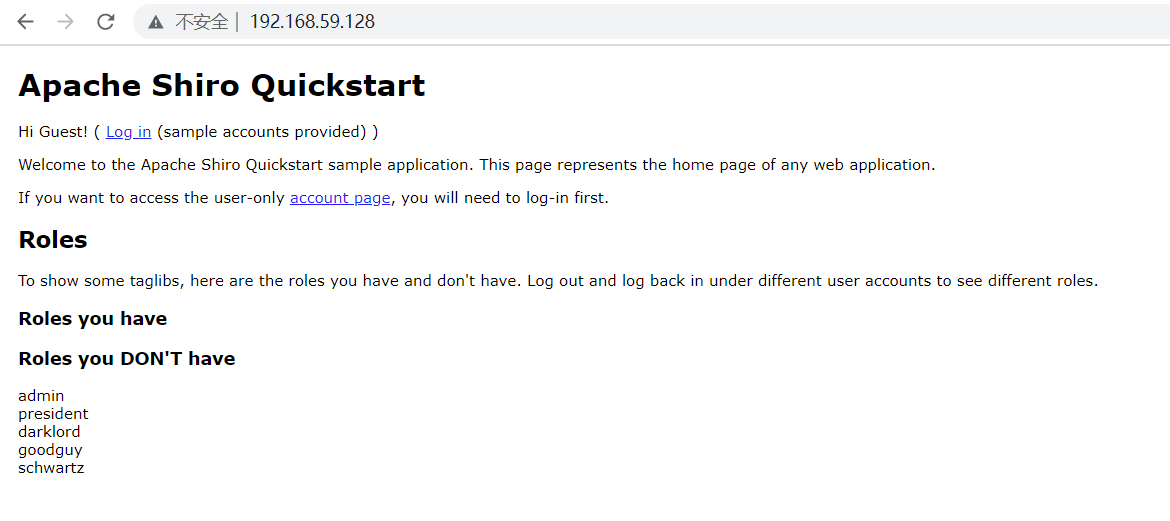 不安全 | 192.168.59.128
Apache Shiro Quickstart
Hi Guest! ( Log in (sample accounts provided) )
Welcome to the Apache Shiro Quickstart sample application. This page represents the home page of any web application.
If you want to access the user-only account page, you will need to log-in first.
Roles
To show some taglibs, here are the roles you have and don't have. Log out and log back in under different user accounts to see different roles.
Roles you have
Roles you DON'T have
admin
president
darklord
goodguy
schwartz